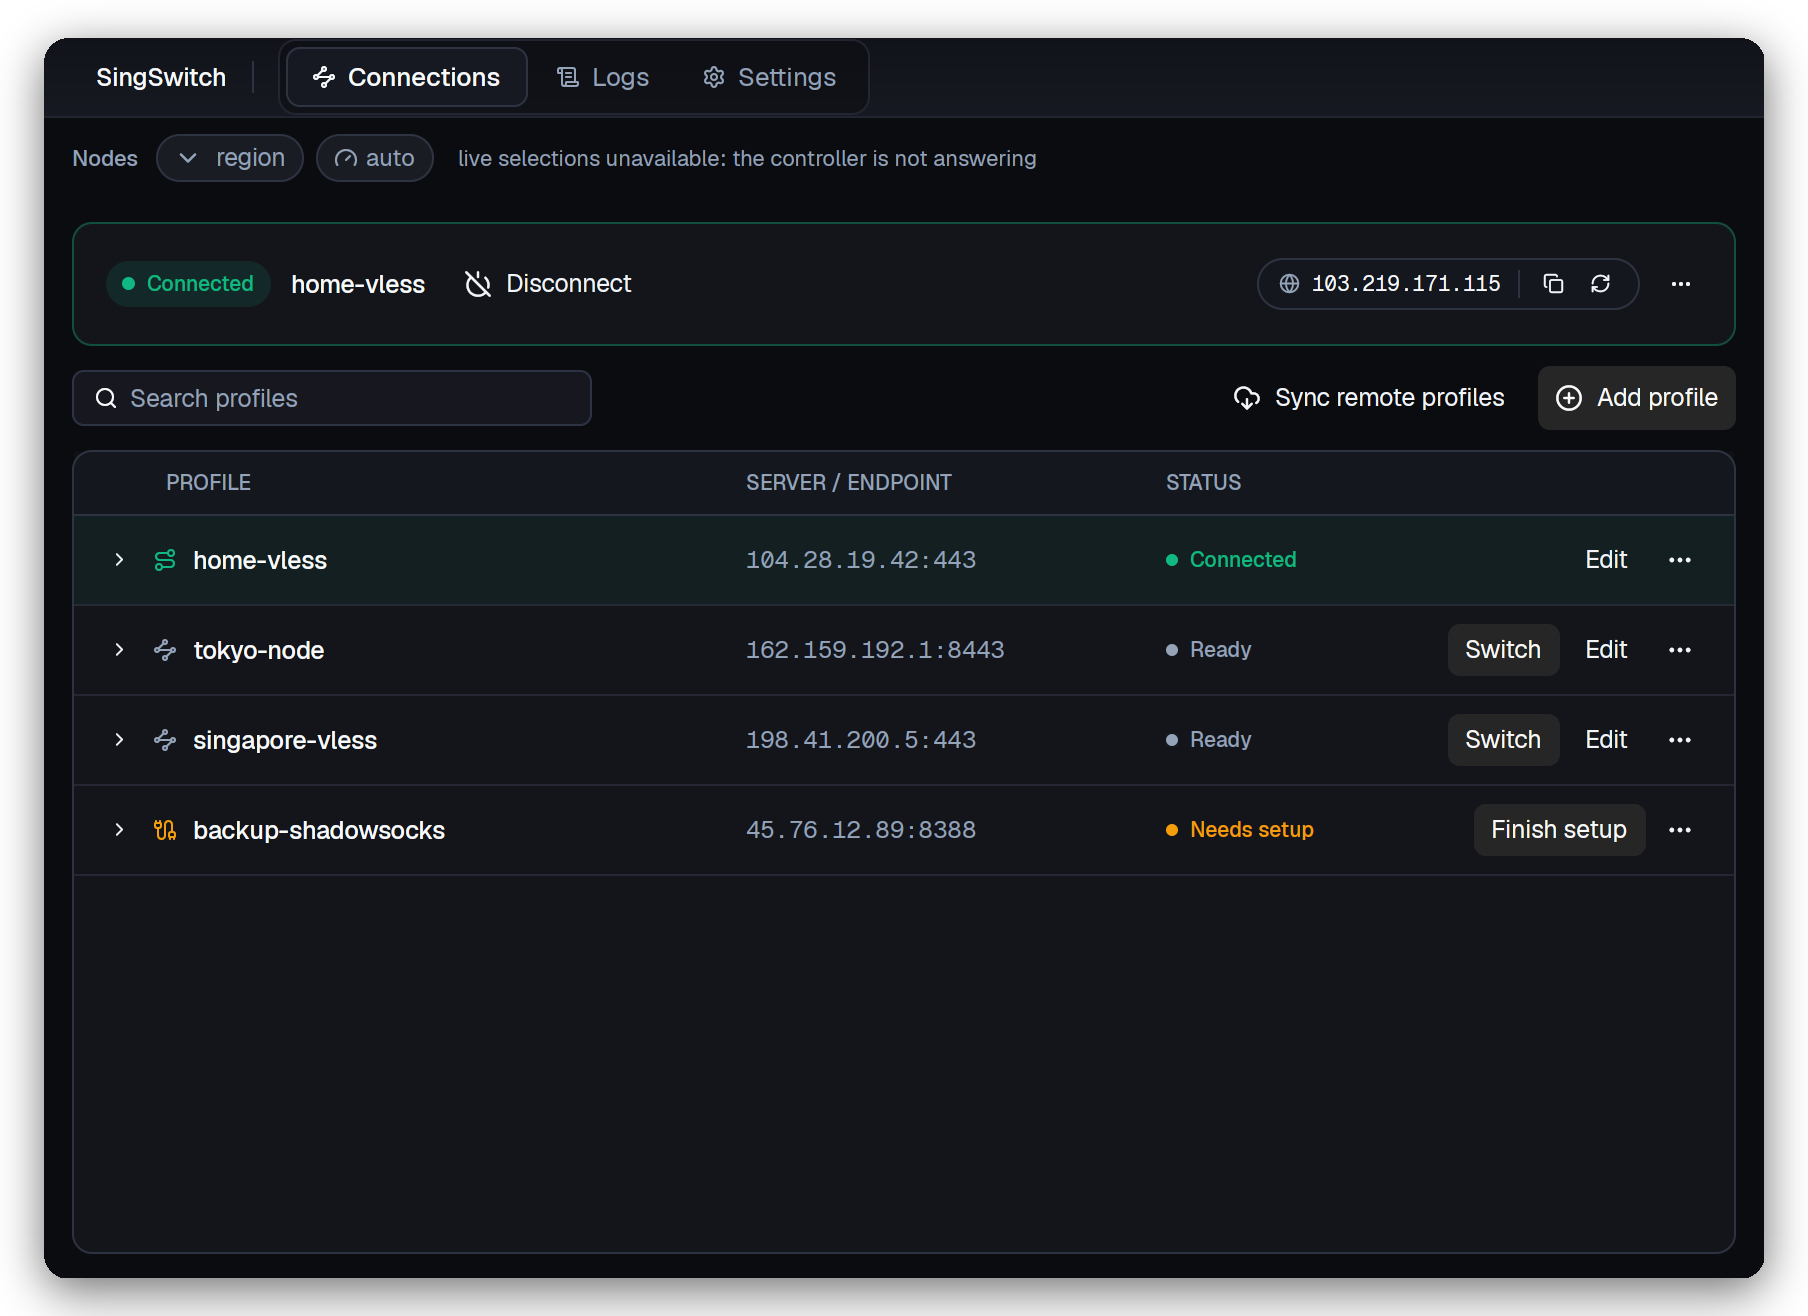 SingSwitch Connections Logs Settings
Nodes region auto live selections unavailable: the controller is not answering
Connected home-vless Disconnect 103.219.171.115
Search profiles Sync remote profiles Add profile
PROFILE SERVER / ENDPOINT STATUS
home-vless 104.28.19.42:443 Connected Edit
tokyo-node 162.159.192.1:8443 Ready Switch Edit
singapore-vless 198.41.200.5:443 Ready Switch Edit
backup-shadowsocks 45.76.12.89:8388 Needs setup Finish setup